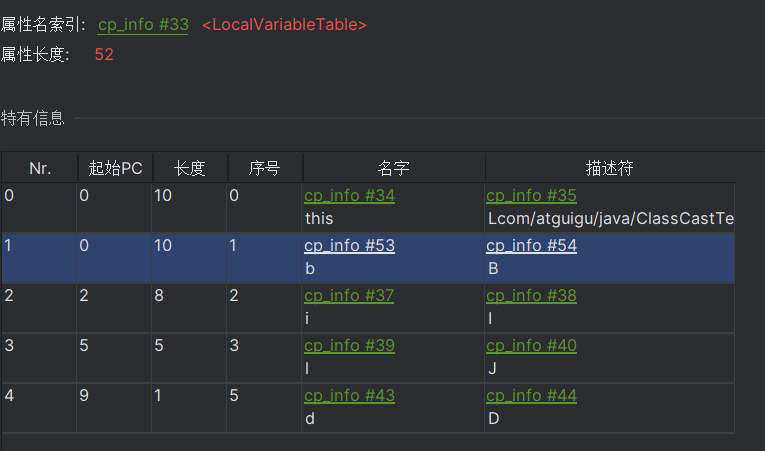 属性名索引: cp_info #33 <LocalVariableTable>
属性长度: 52
特有信息
Nr. 起始PC 长度 序号 名字 描述符
0 0 10 0 cp_info #34 cp_info #35
this Lcom/atguigu/java/ClassCastTe
1 0 10 1 cp_info #53 cp_info #54
b B
2 2 8 2 cp_info #37 cp_info #38
i I
3 5 5 3 cp_info #39 cp_info #40
l J
4 9 1 5 cp_info #43 cp_info #44
d D